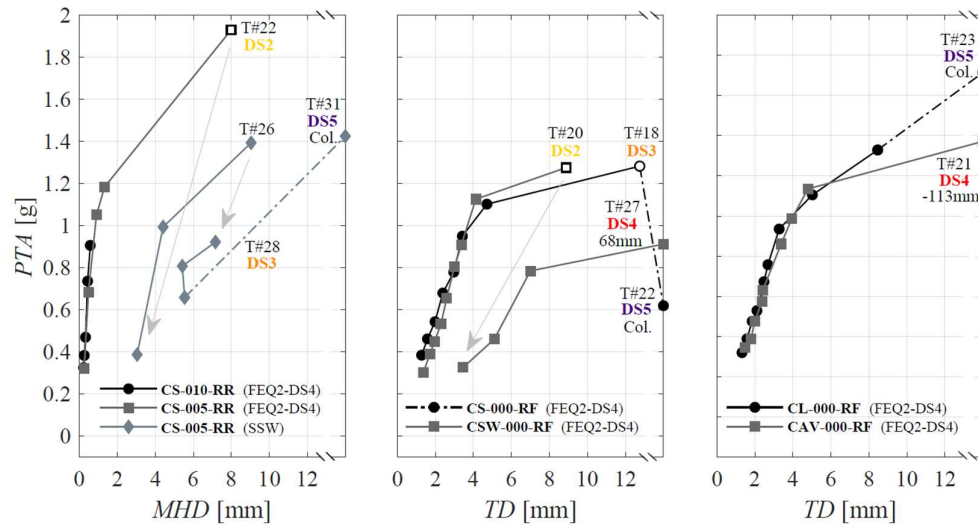 PTA [g]
2
1.8
1.6
1.4
1.2
1
0.8
0.6
0.4
0.2
0
T#22
DS2
T#31
DS5
Col.
T#26
T#28
DS3
CS-010-RR (FEQ2-DS4)
CS-005-RR (FEQ2-DS4)
CS-005-RR (SSW)
0 2 4 6 8 10 12
MHD [mm]
T#20
DS2
T#18
DS3
T#27
DS4
68mm
T#22
DS5
Col.
CS-000-RF (FEQ2-DS4)
CSW-000-RF (FEQ2-DS4)
0 2 4 6 8 10 12
TD [mm]
T#23
DS5
Col.
T#21
DS4
-113mm
CL-000-RF (FEQ2-DS4)
CAV-000-RF (FEQ2-DS4)
0 2 4 6 8 10 12
TD [mm]